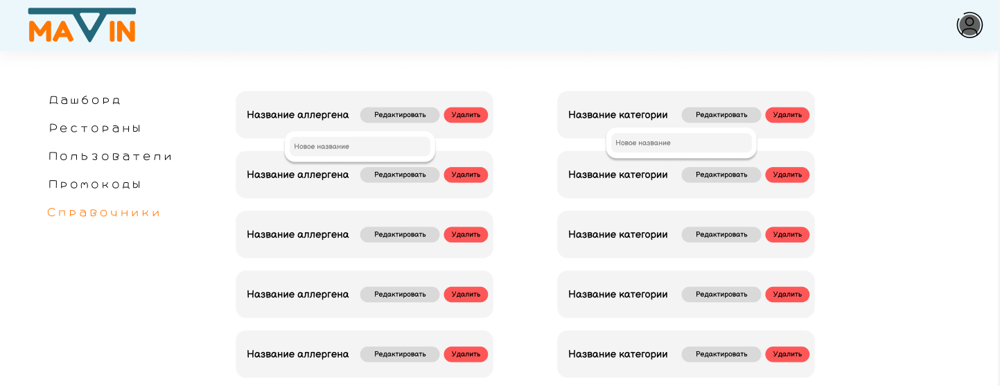 MAVIN
Дашборд
Рестораны
Пользователи
Промокоды
Справочники
Название аллергена Редактировать Удалить
Новое название
Название аллергена Редактировать Удалить
Название аллергена Редактировать Удалить
Название аллергена Редактировать Удалить
Название аллергена Редактировать Удалить
Название категории Редактировать Удалить
Новое название
Название категории Редактировать Удалить
Название категории Редактировать Удалить
Название категории Редактировать Удалить
Название категории Редактировать Удалить